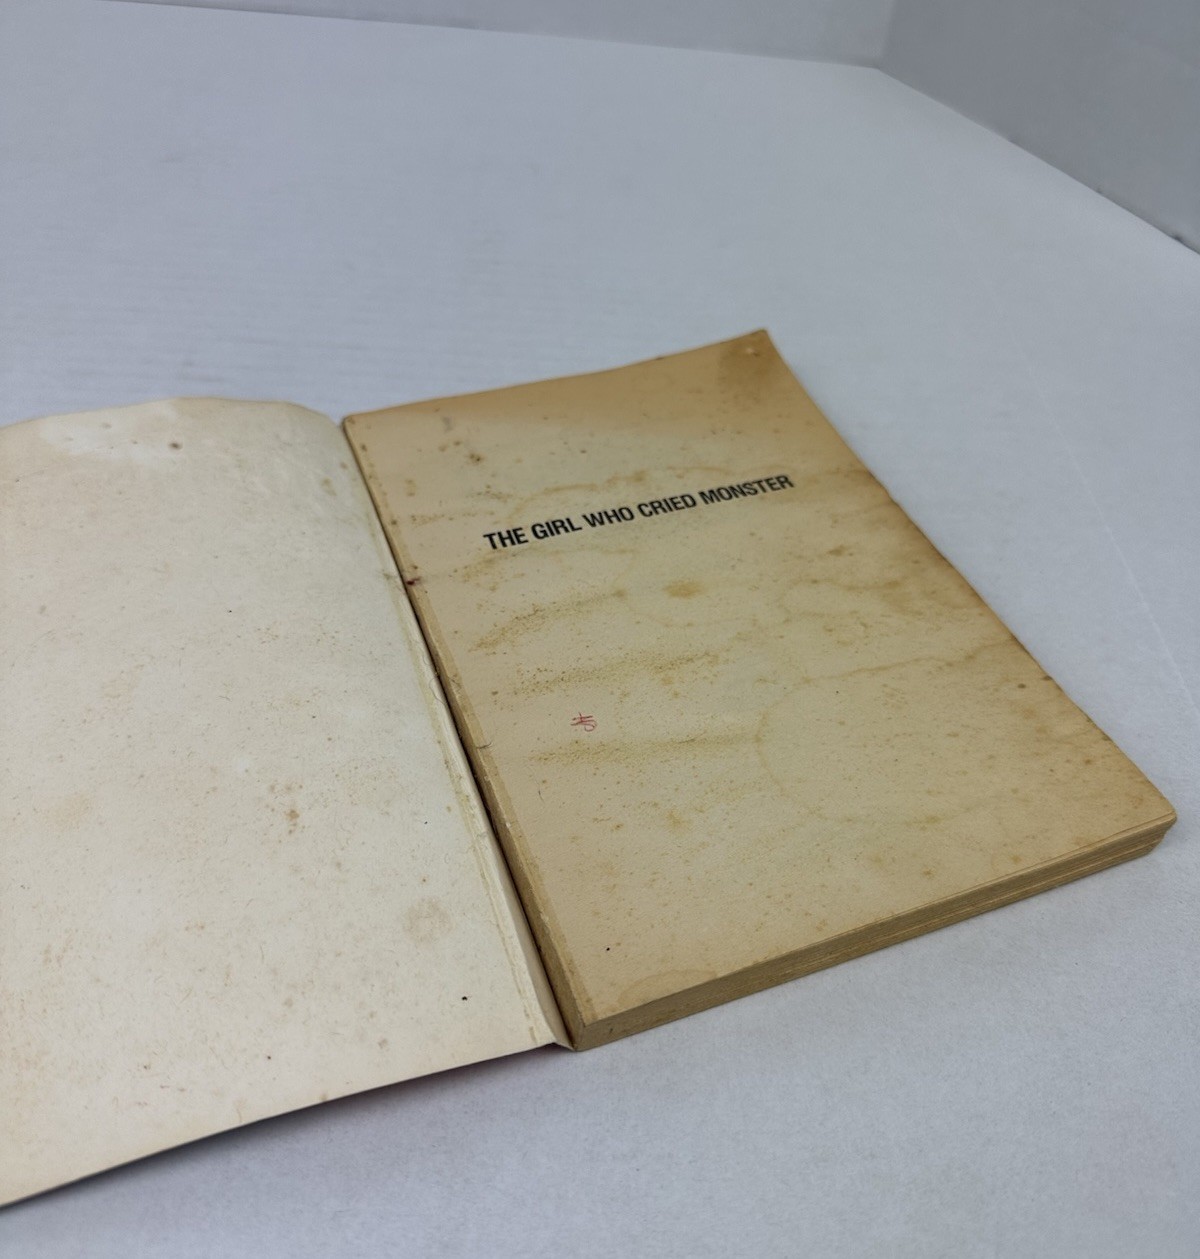 THE GIRL WHO CRIED MONSTER